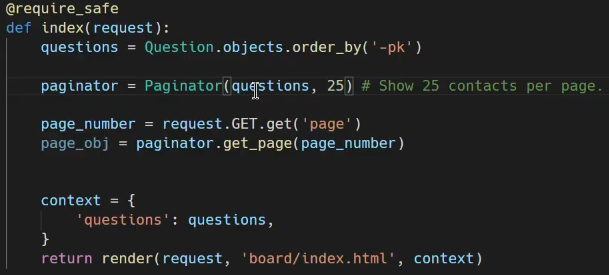 @require_safe
def index(request):
    questions = Question.objects.order_by('-pk')

    paginator = Paginator(questions, 25) # Show 25 contacts per page.

    page_number = request.GET.get('page')
    page_obj = paginator.get_page(page_number)


    context = {
        'questions': questions,
    }
    return render(request, 'board/index.html', context)